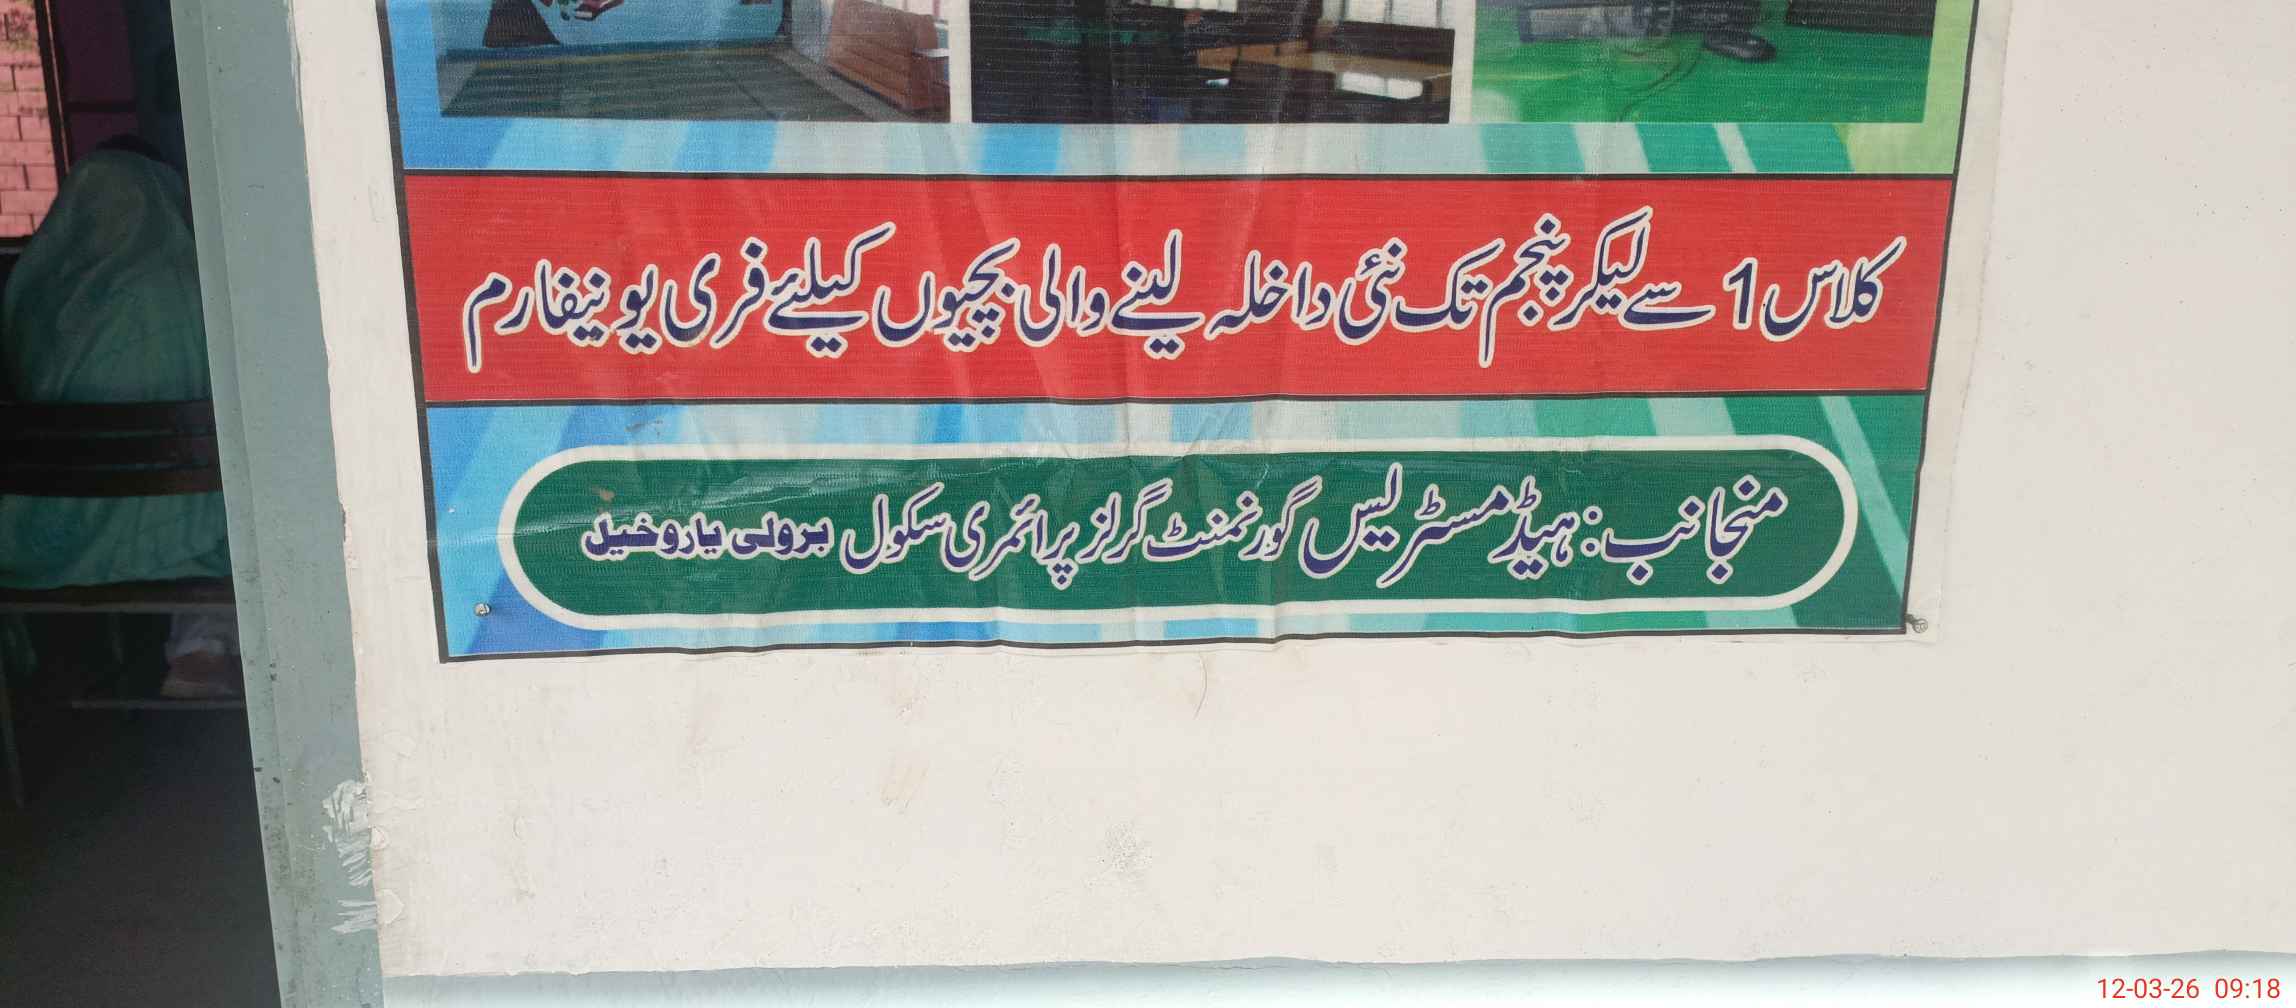 کلاس 1 سے لیکر پنجم تک نئی داخلہ لینے والی بچیوں کیلئے فری یونیفارم
منجانب: ہیڈ مسٹریس گورنمنٹ گرلز پرائمری سکول برولی یاروخیل
12-03-26 09:18